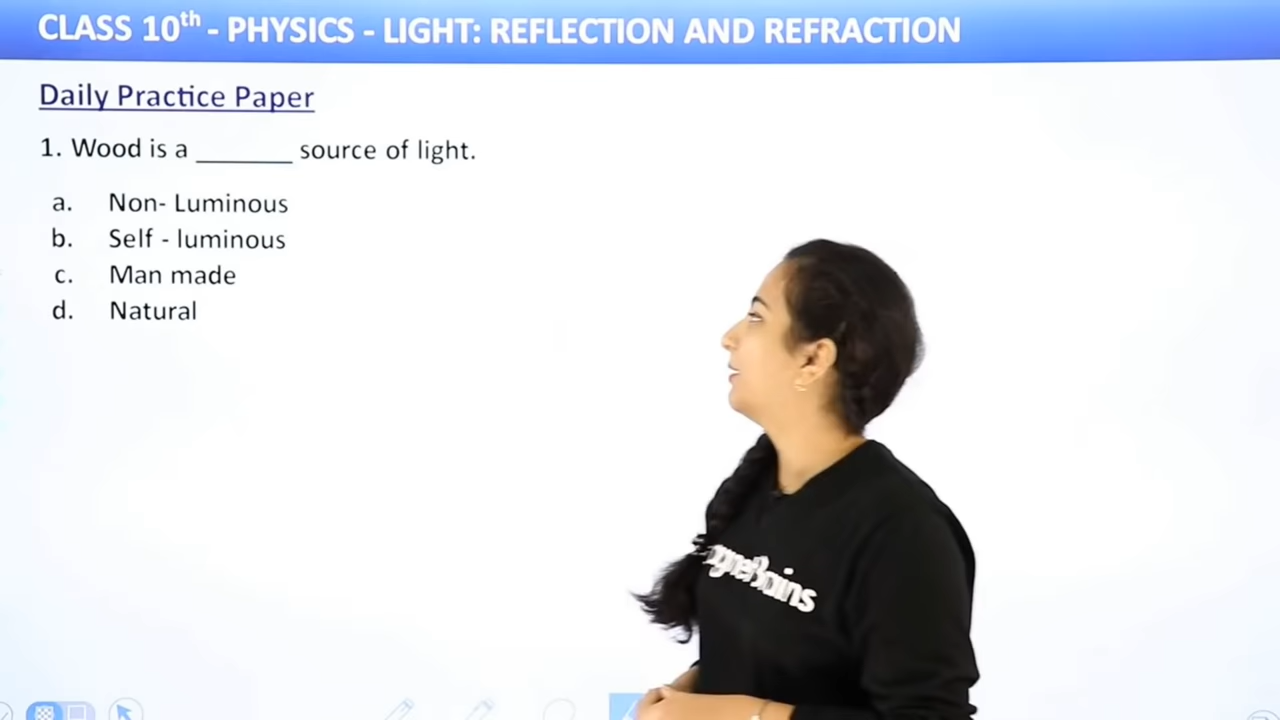 CLASS 10th - PHYSICS - LIGHT: REFLECTION AND REFRACTION
Daily Practice Paper
1. Wood is a _______ source of light.
a. Non- Luminous
b. Self - luminous
c. Man made
d. Natural